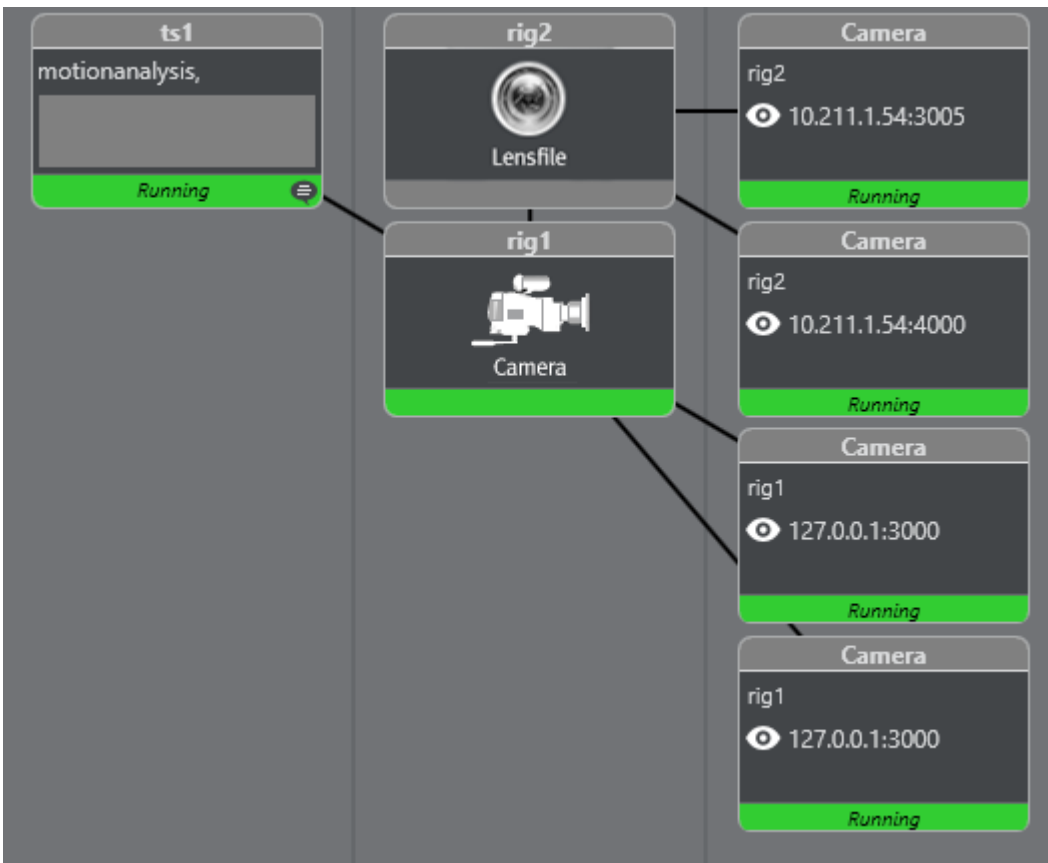 ts1
motionanalysis,
Running
rig2
Lensfile
rig1
Camera
Camera
rig2
10.211.1.54:3005
Running
Camera
rig2
10.211.1.54:4000
Running
Camera
rig1
127.0.0.1:3000
Running
Camera
rig1
127.0.0.1:3000
Running